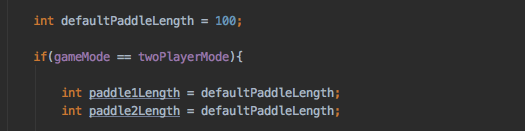 int defaultPaddleLength = 100;
if(gameMode == twoPlayerMode){
int paddle1Length = defaultPaddleLength;
int paddle2Length = defaultPaddleLength;